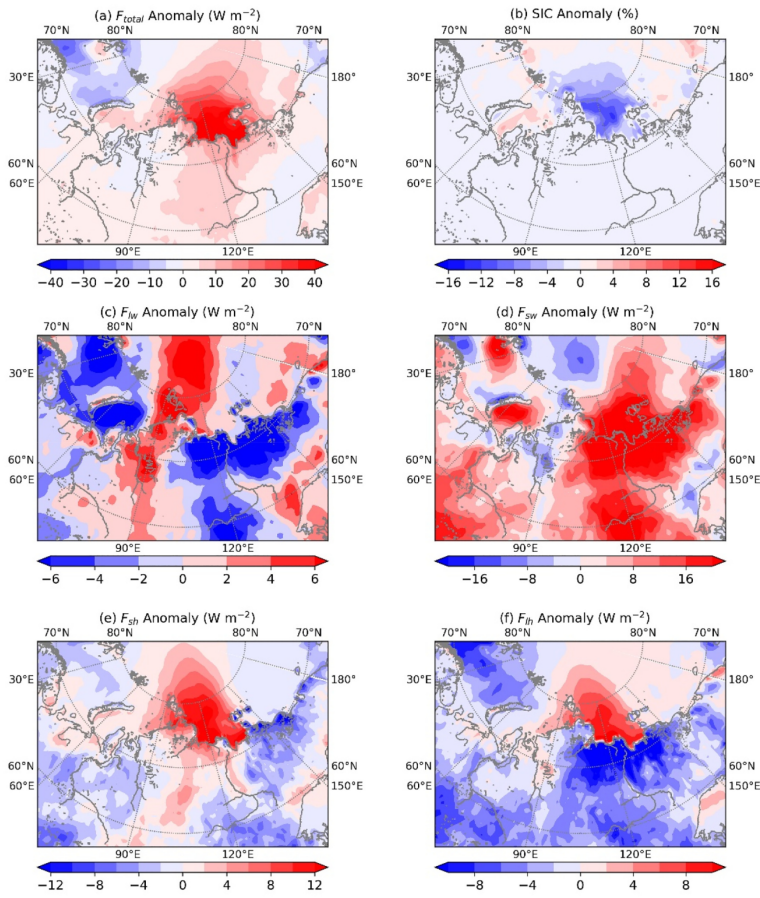 (a) Ftotal Anomaly (W m−2)
(b) SIC Anomaly (%)
70°N 80°N 80°N 70°N
70°N 80°N 80°N 70°N
30°E 180°
30°E 180°
60°N 60°N
60°N 60°N
60°E 150°E
60°E 150°E
90°E 120°E
90°E 120°E
−40 −30 −20 −10 0 10 20 30 40
−16 −12 −8 −4 0 4 8 12 16
(c) Flw Anomaly (W m−2)
(d) Fsw Anomaly (W m−2)
70°N 80°N 80°N 70°N
70°N 80°N 80°N 70°N
30°E 180°
30°E 180°
60°N 60°N
60°N 60°N
60°E 150°E
60°E 150°E
90°E 120°E
90°E 120°E
−6 −4 −2 0 2 4 6
−16 −8 0 8 16
(e) Fsh Anomaly (W m−2)
(f) Flh Anomaly (W m−2)
70°N 80°N 80°N 70°N
70°N 80°N 80°N 70°N
30°E 180°
30°E 180°
60°N 60°N
60°N 60°N
60°E 150°E
60°E 150°E
90°E 120°E
90°E 120°E
−12 −8 −4 0 4 8 12
−8 −4 0 4 8